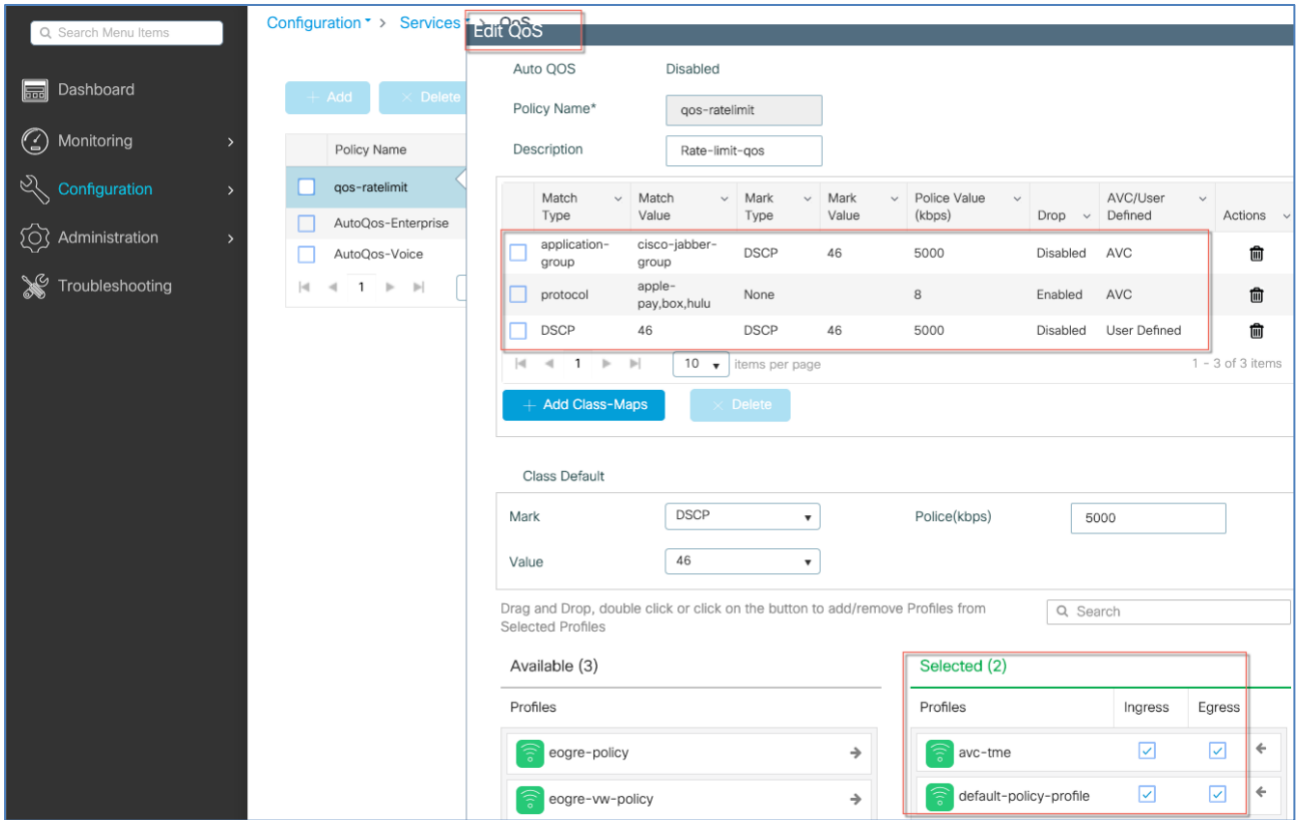 Search Menu Items
Dashboard
Monitoring
Configuration
Administration
Troubleshooting
Configuration > Services > QoS
+ Add
× Delete
Policy Name
qos-ratelimit
AutoQos-Enterprise
AutoQos-Voice
1
Edit QoS
Auto QOS Disabled
Policy Name* qos-ratelimit
Description Rate-limit-qos
Match Type Match Value Mark Type Mark Value Police Value (kbps) Drop AVC/User Defined Actions
application-group cisco-jabber-group DSCP 46 5000 Disabled AVC
protocol apple-pay,box,hulu None 8 Enabled AVC
DSCP 46 DSCP 46 5000 Disabled User Defined
1 10 items per page 1 - 3 of 3 items
+ Add Class-Maps × Delete
Class Default
Mark DSCP Police(kbps) 5000
Value 46
Drag and Drop, double click or click on the button to add/remove Profiles from
Selected Profiles
Search
Available (3)
Profiles
eogre-policy
eogre-vw-policy
Selected (2)
Profiles Ingress Egress
avc-tme
default-policy-profile